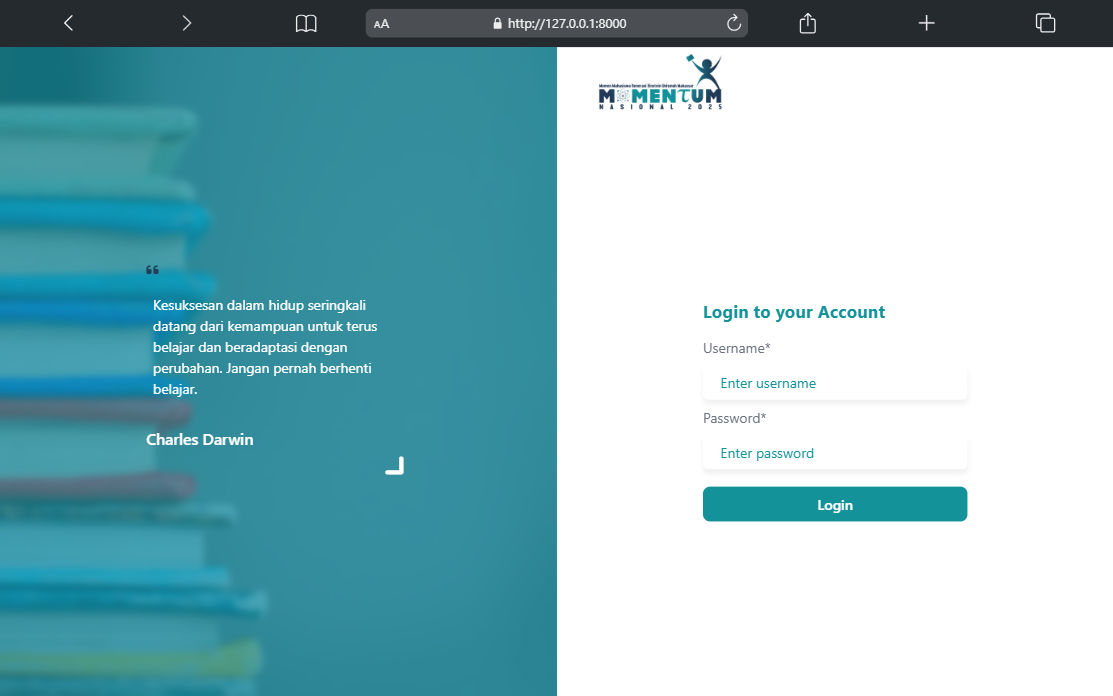 AA
http://127.0.0.1:8000
MOMENTUM
NASIONAL 2025
“
Kesuksesan dalam hidup seringkali
datang dari kemampuan untuk terus
belajar dan beradaptasi dengan
perubahan. Jangan pernah berhenti
belajar.
Charles Darwin
Login to your Account
Username*
Enter username
Password*
Enter password
Login